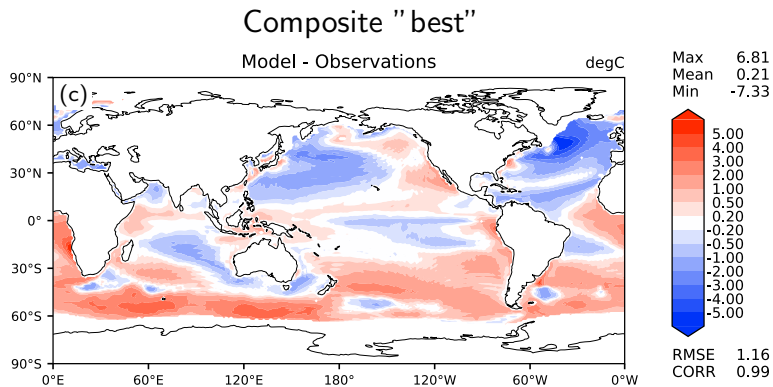 Composite "best"
Model - Observations
degC
(c)
90°N
60°N
30°N
0°
30°S
60°S
90°S
0°E
60°E
120°E
180°E
120°W
60°W
0°W
Max 6.81
Mean 0.21
Min -7.33
5.00
4.00
3.00
2.00
1.00
0.50
0.20
-0.20
-0.50
-1.00
-2.00
-3.00
-4.00
-5.00
RMSE 1.16
CORR 0.99